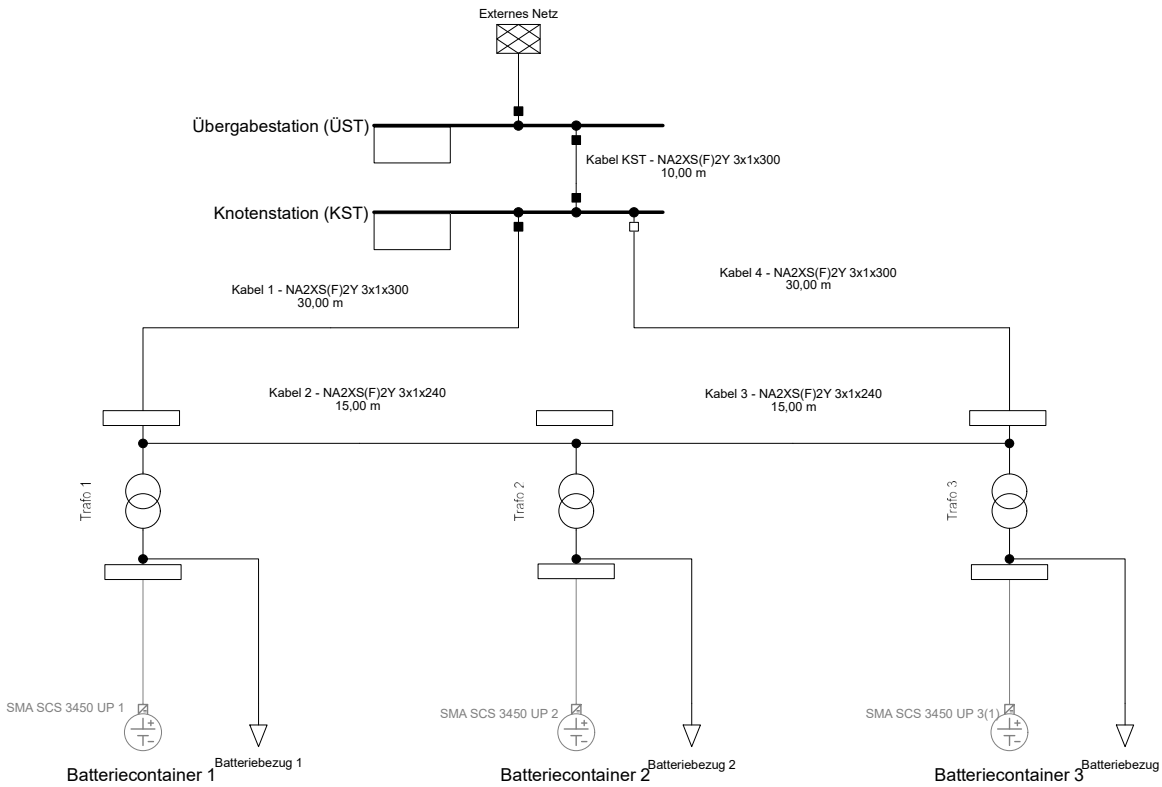 Externes Netz
Übergabestation (ÜST)
Kabel KST - NA2XS(F)2Y 3x1x300
10,00 m
Knotenstation (KST)
Kabel 1 - NA2XS(F)2Y 3x1x300
30,00 m
Kabel 4 - NA2XS(F)2Y 3x1x300
30,00 m
Kabel 2 - NA2XS(F)2Y 3x1x240
15,00 m
Kabel 3 - NA2XS(F)2Y 3x1x240
15,00 m
Trafo 1
Trafo 2
Trafo 3
SMA SCS 3450 UP 1
SMA SCS 3450 UP 2
SMA SCS 3450 UP 3(1)
Batteriecontainer 1
Batteriebezug 1
Batteriecontainer 2
Batteriebezug 2
Batteriecontainer 3
Batteriebezug